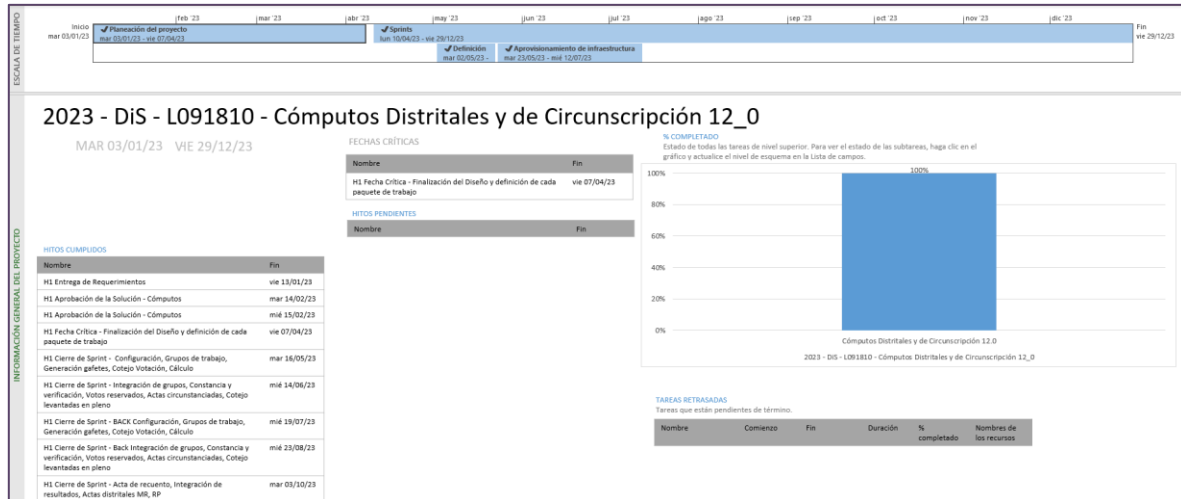 ESCALA DE TIEMPO
feb '23 mar '23 abr '23 may '23 jun '23 jul '23 ago '23 sep '23 oct '23 nov '23 dic '23
Inicio
mar 03/01/23
Planeación del proyecto
mar 03/01/23 - vie 07/04/23
Sprints
lun 10/04/23 - vie 29/12/23
Fin
vie 29/12/23
Definición
mar 02/05/23 -
Aprovisionamiento de infraestructura
mar 23/05/23 - mié 12/07/23
INFORMACIÓN GENERAL DEL PROYECTO
2023 - DiS - L091810 - Cómputos Distritales y de Circunscripción 12_0
MAR 03/01/23 VIE 29/12/23
FECHAS CRÍTICAS
Nombre Fin
H1 Fecha Crítica - Finalización del Diseño y definición de cada
paquete de trabajo
vie 07/04/23
HITOS PENDIENTES
Nombre Fin
HITOS CUMPLIDOS
Nombre Fin
H1 Entrega de Requerimientos vie 13/01/23
H1 Aprobación de la Solución - Cómputos mar 14/02/23
H1 Aprobación de la Solución - Cómputos mié 15/02/23
H1 Fecha Crítica - Finalización del Diseño y definición de cada vie 07/04/23
paquete de trabajo
H1 Cierre de Sprint - Configuración, Grupos de trabajo, mar 16/05/23
Generación gafetes, Cotejo Votación, Cálculo
H1 Cierre de Sprint - Integración de grupos, Constancia y mié 14/06/23
verificación, Votos reservados, Actas circunstanciadas, Cotejo
levantadas en pleno
H1 Cierre de Sprint - BACK Configuración, Grupos de trabajo, mié 19/07/23
Generación gafetes, Cotejo Votación, Cálculo
H1 Cierre de Sprint - Back Integración de grupos, Constancia y mié 23/08/23
verificación, Votos reservados, Actas circunstanciadas, Cotejo
levantadas en pleno
H1 Cierre de Sprint - Acta de recuento, Integración de mar 03/10/23
resultados, Actas distritales MR, RP
% COMPLETADO
Estado de todas las tareas de nivel superior. Para ver el estado de las subtareas, haga clic en el
gráfico y actualice el nivel de esquema en la Lista de campos.
100%
100%
80%
60%
40%
20%
0%
Cómputos Distritales y de Circunscripción 12.0
2023 - DiS - L091810 - Cómputos Distritales y de Circunscripción 12_0
TAREAS RETRASADAS
Tareas que están pendientes de término.
Nombre Comienzo Fin Duración % completado Nombres de los recursos